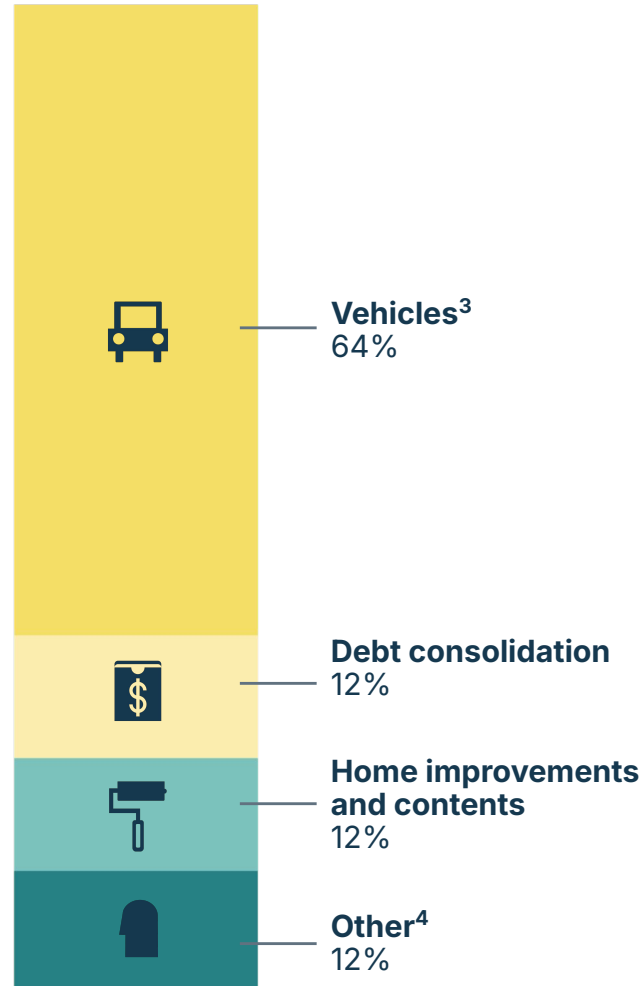 Vehicles³
64%
$
Debt consolidation
12%
Home improvements
and contents
12%
Other⁴
12%